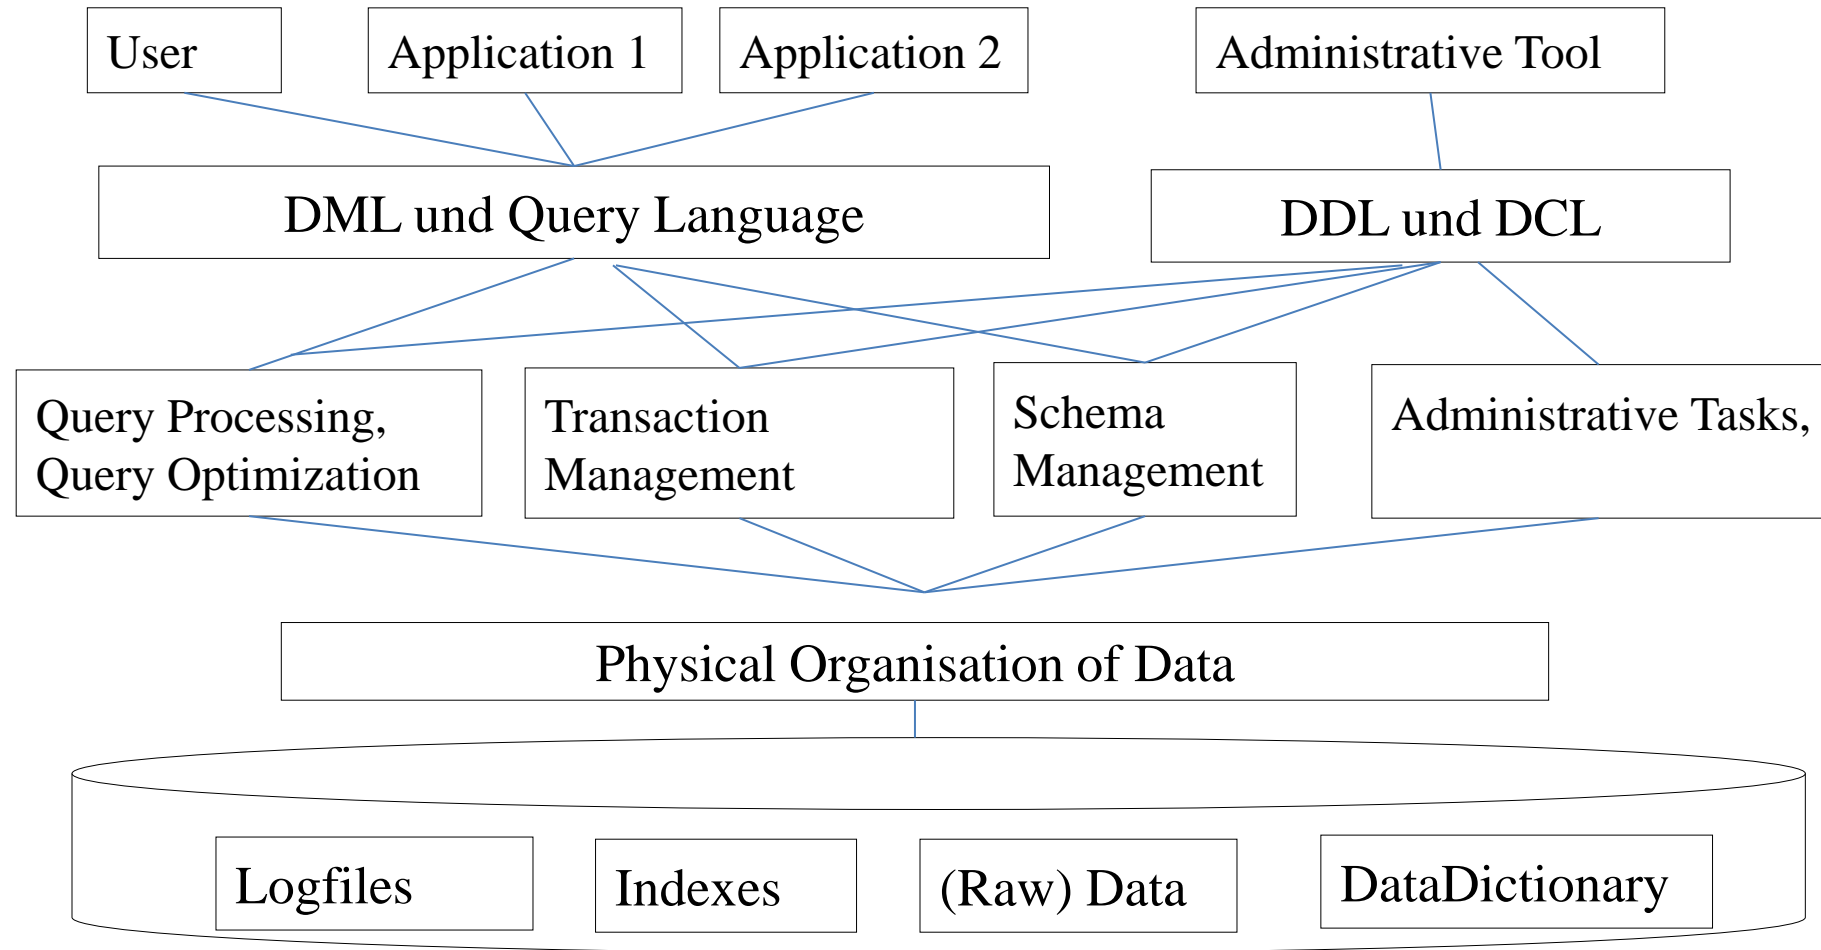 User
Application 1
Application 2
Administrative Tool
DML und Query Language
DDL und DCL
Query Processing,
Query Optimization
Transaction
Management
Schema
Management
Administrative Tasks,
Physical Organisation of Data
Logfiles
Indexes
(Raw) Data
DataDictionary